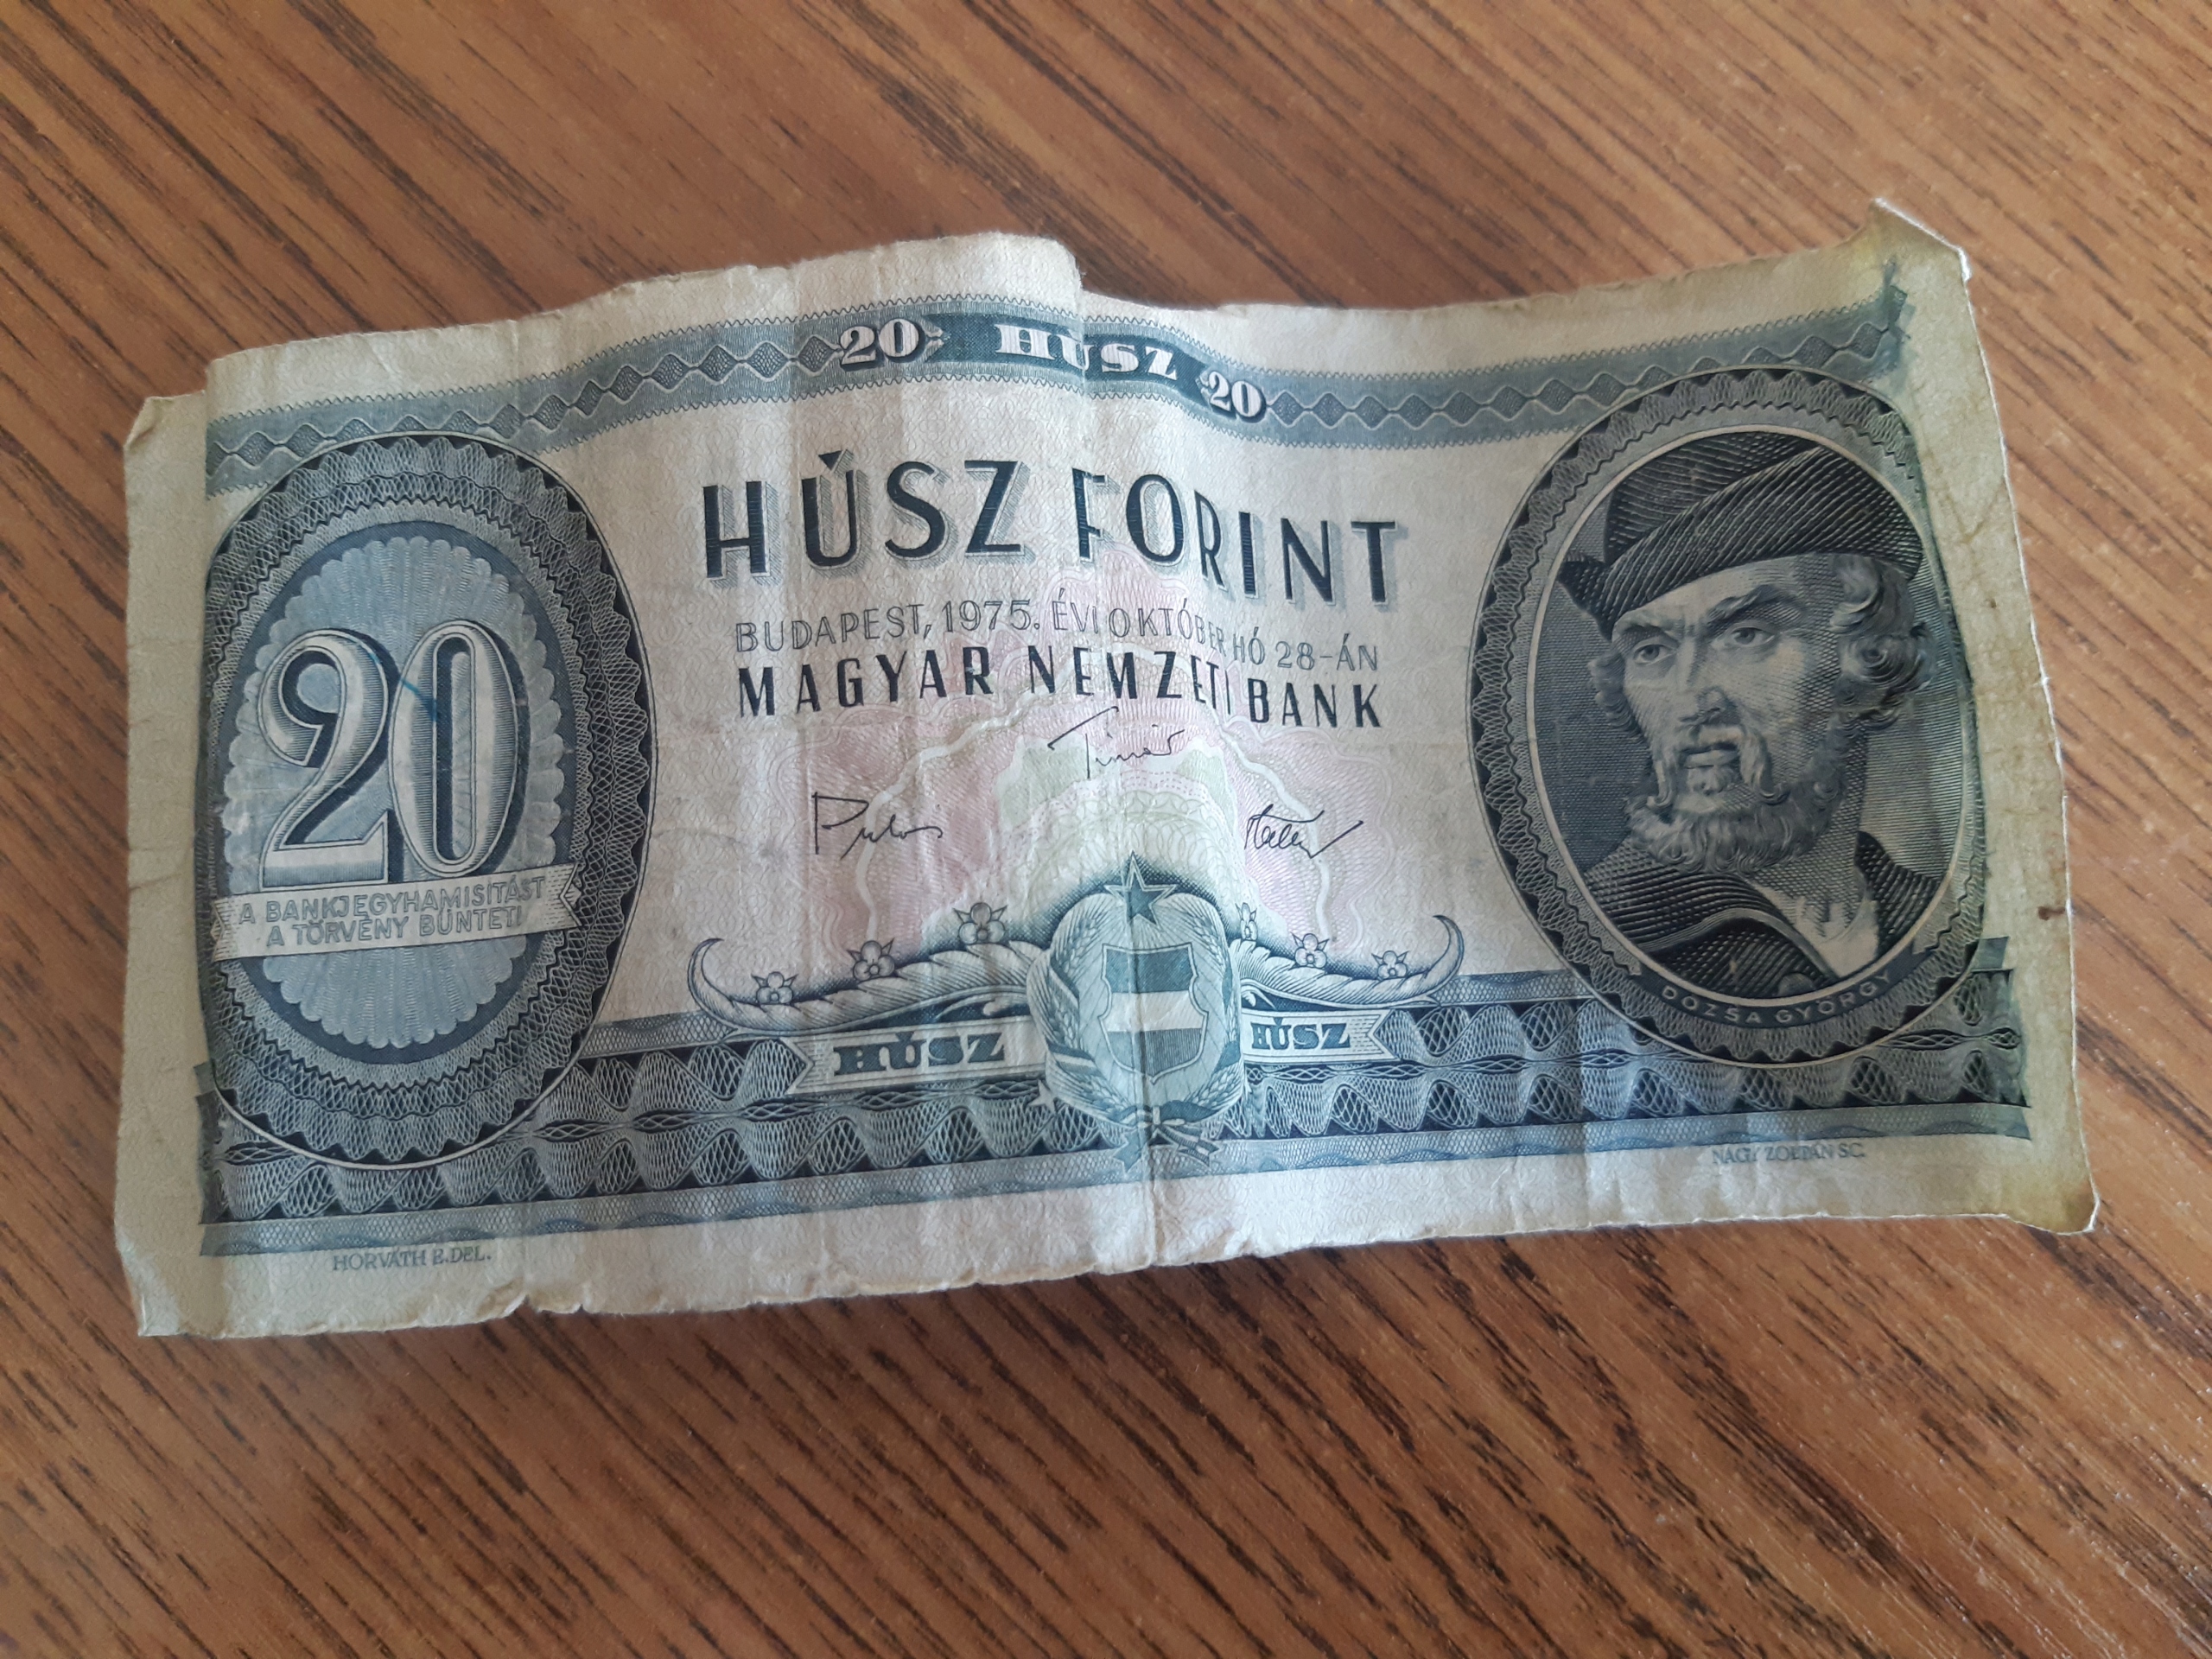 20 HÚSZ 20
HÚSZ FORINT
BUDAPEST, 1975. ÉVI OKTÓBER HÓ 28-ÁN
MAGYAR NEMZETI BANK
20
A BANKJEGYHAMISÍTÁST
A TÖRVÉNY BÜNTETI
HÚSZ HÚSZ
DÓZSA GYÖRGY
HORVÁTH E. DEL.
NAGY ZOLTÁN SC.